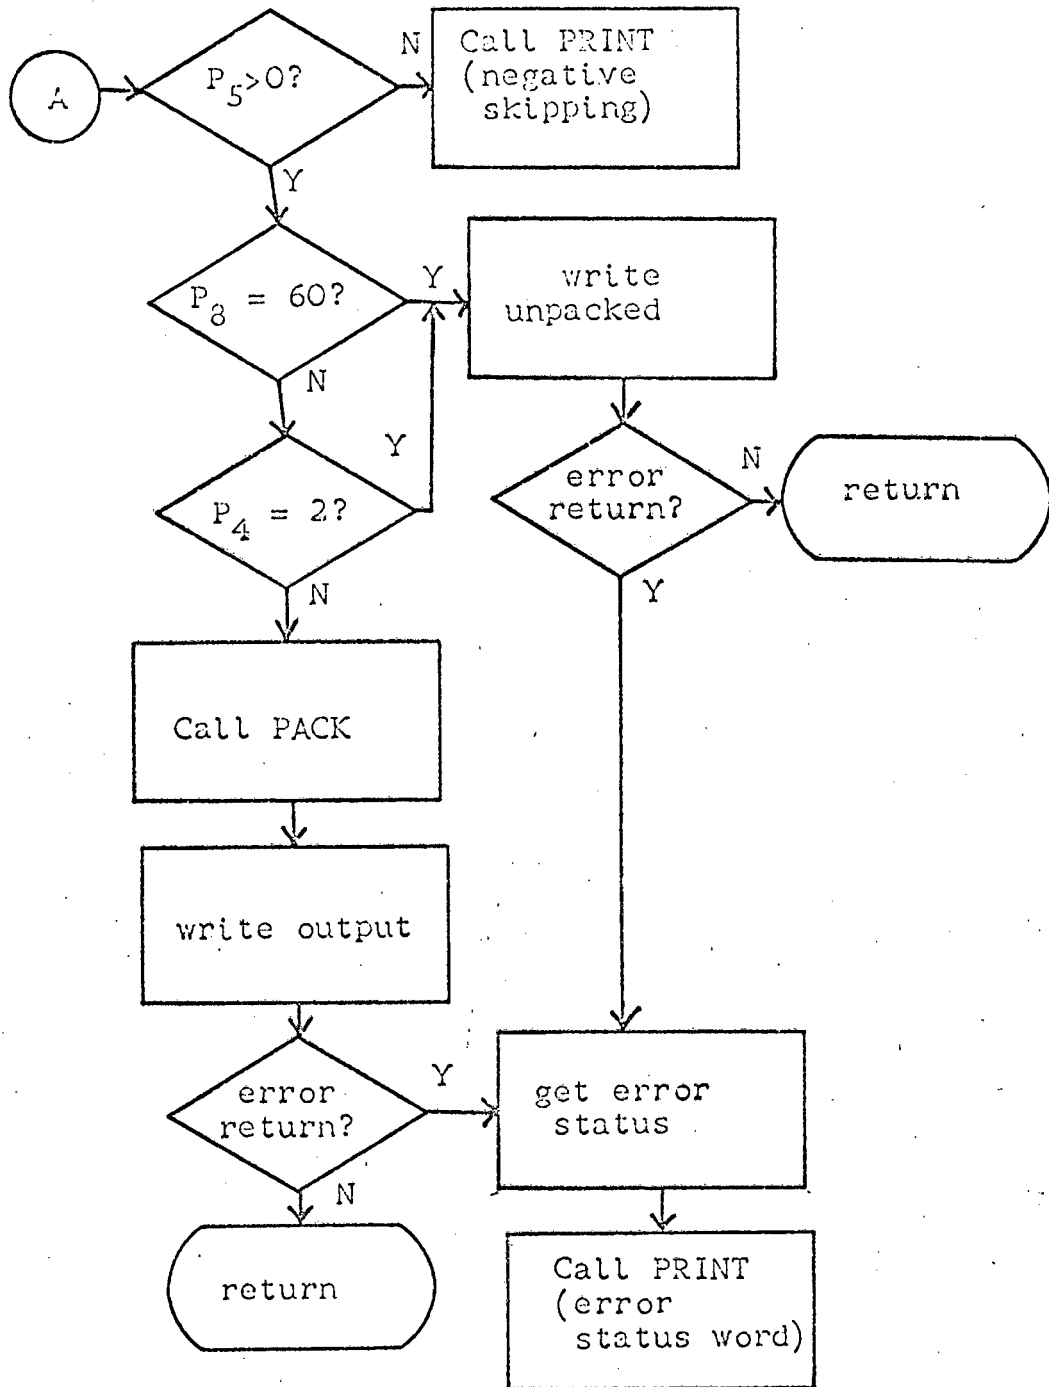 A
P5>0?
N
Call PRINT
(negative
skipping)
Y
P8 = 60?
Y
write
unpacked
N
P4 = 2?
Y
error
return?
N
return
N
Y
Call PACK
write output
error
return?
Y
get error
status
N
return
Call PRINT
(error
status word)